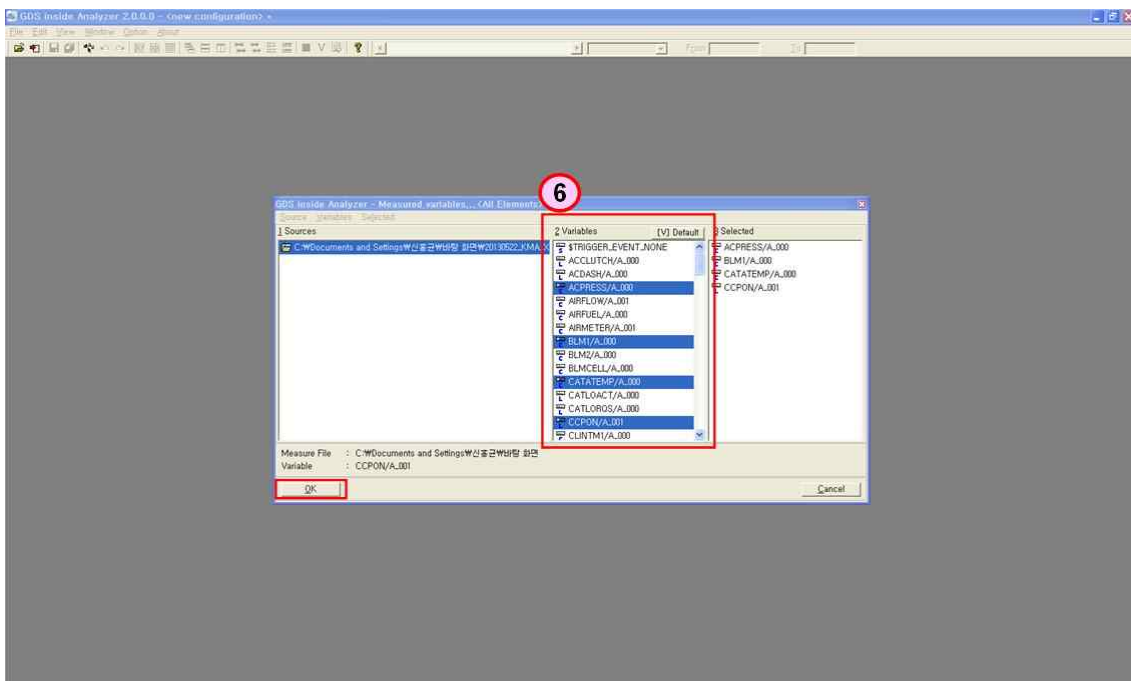 GDS inside Analyzer 2.0.0.0 - <new configuration> *
File Edit View Window Option About
From To
6
GDS inside Analyzer - Measured variables... <All Elements>
Source Variables Selected
1 Sources
2 Variables [V] Default
3 Selected
C:₩Documents and Settings₩신홍균₩바탕 화면₩20130522_KMA
$TRIGGER_EVENT_NONE
ACCLUTCH/A_000
ACDASH/A_000
ACPRESS/A_000
AIRFLOW/A_001
AIRFUEL/A_000
AIRMETER/A_001
BLM1/A_000
BLM2/A_000
BLMCELL/A_000
CATATEMP/A_000
CATLOACT/A_000
CATLORQS/A_000
CCPON/A_001
CLINTM1/A_000
ACPRESS/A_000
BLM1/A_000
CATATEMP/A_000
CCPON/A_001
Measure File : C:₩Documents and Settings₩신홍균₩바탕 화면
Variable : CCPON/A_001
OK
Cancel